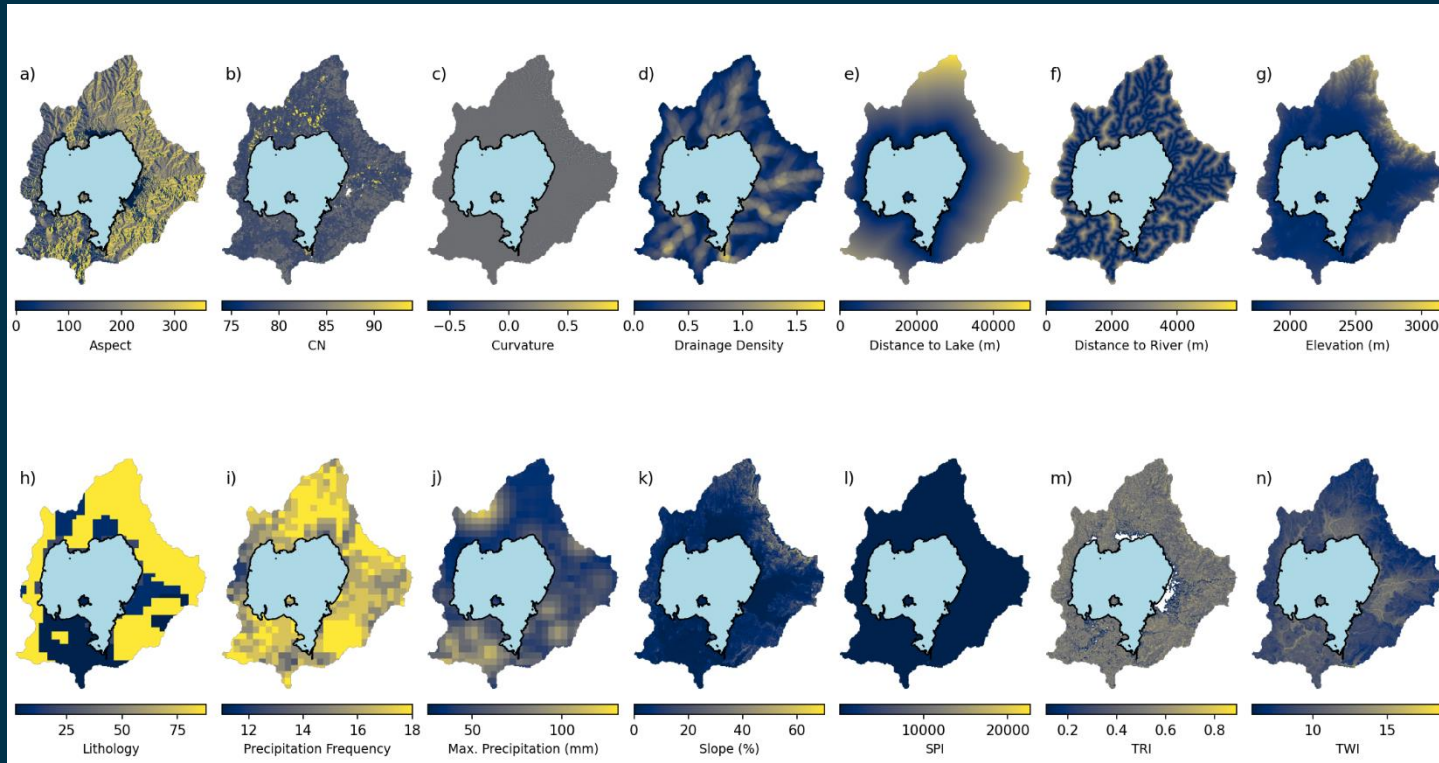 a) b) c) d) e) f) g)
0 100 200 300 75 80 85 90 −0.5 0.0 0.5 0.0 0.5 1.0 1.5 0 20000 40000 0 2000 4000 2000 2500 3000
Aspect CN Curvature Drainage Density Distance to Lake (m) Distance to River (m) Elevation (m)
h) i) j) k) l) m) n)
25 50 75 12 14 16 18 50 100 0 20 40 60 10000 20000 0.2 0.4 0.6 0.8 10 15
Lithology Precipitation Frequency Max. Precipitation (mm) Slope (%) SPI TRI TWI